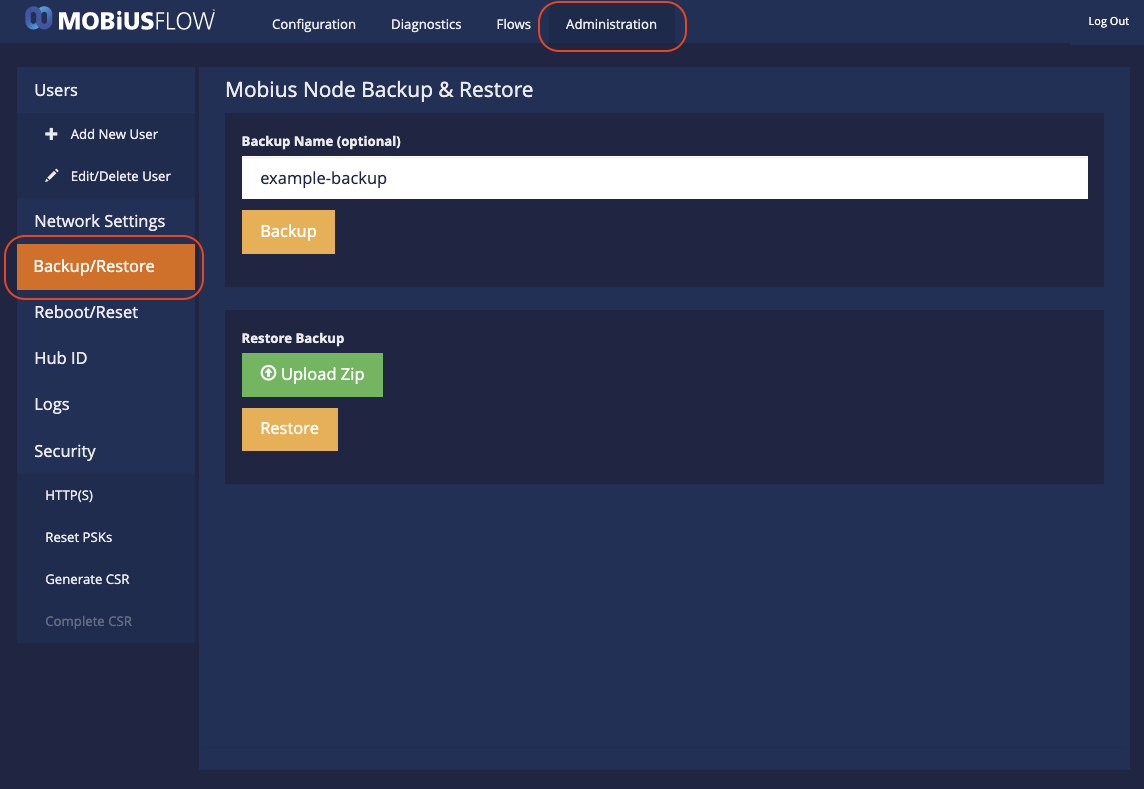 MOBiUSFLOW
Configuration
Diagnostics
Flows
Administration
Log Out
Users
Add New User
Edit/Delete User
Network Settings
Backup/Restore
Reboot/Reset
Hub ID
Logs
Security
HTTP(S)
Reset PSKs
Generate CSR
Complete CSR
Mobius Node Backup & Restore
Backup Name (optional)
example-backup
Backup
Restore Backup
Upload Zip
Restore